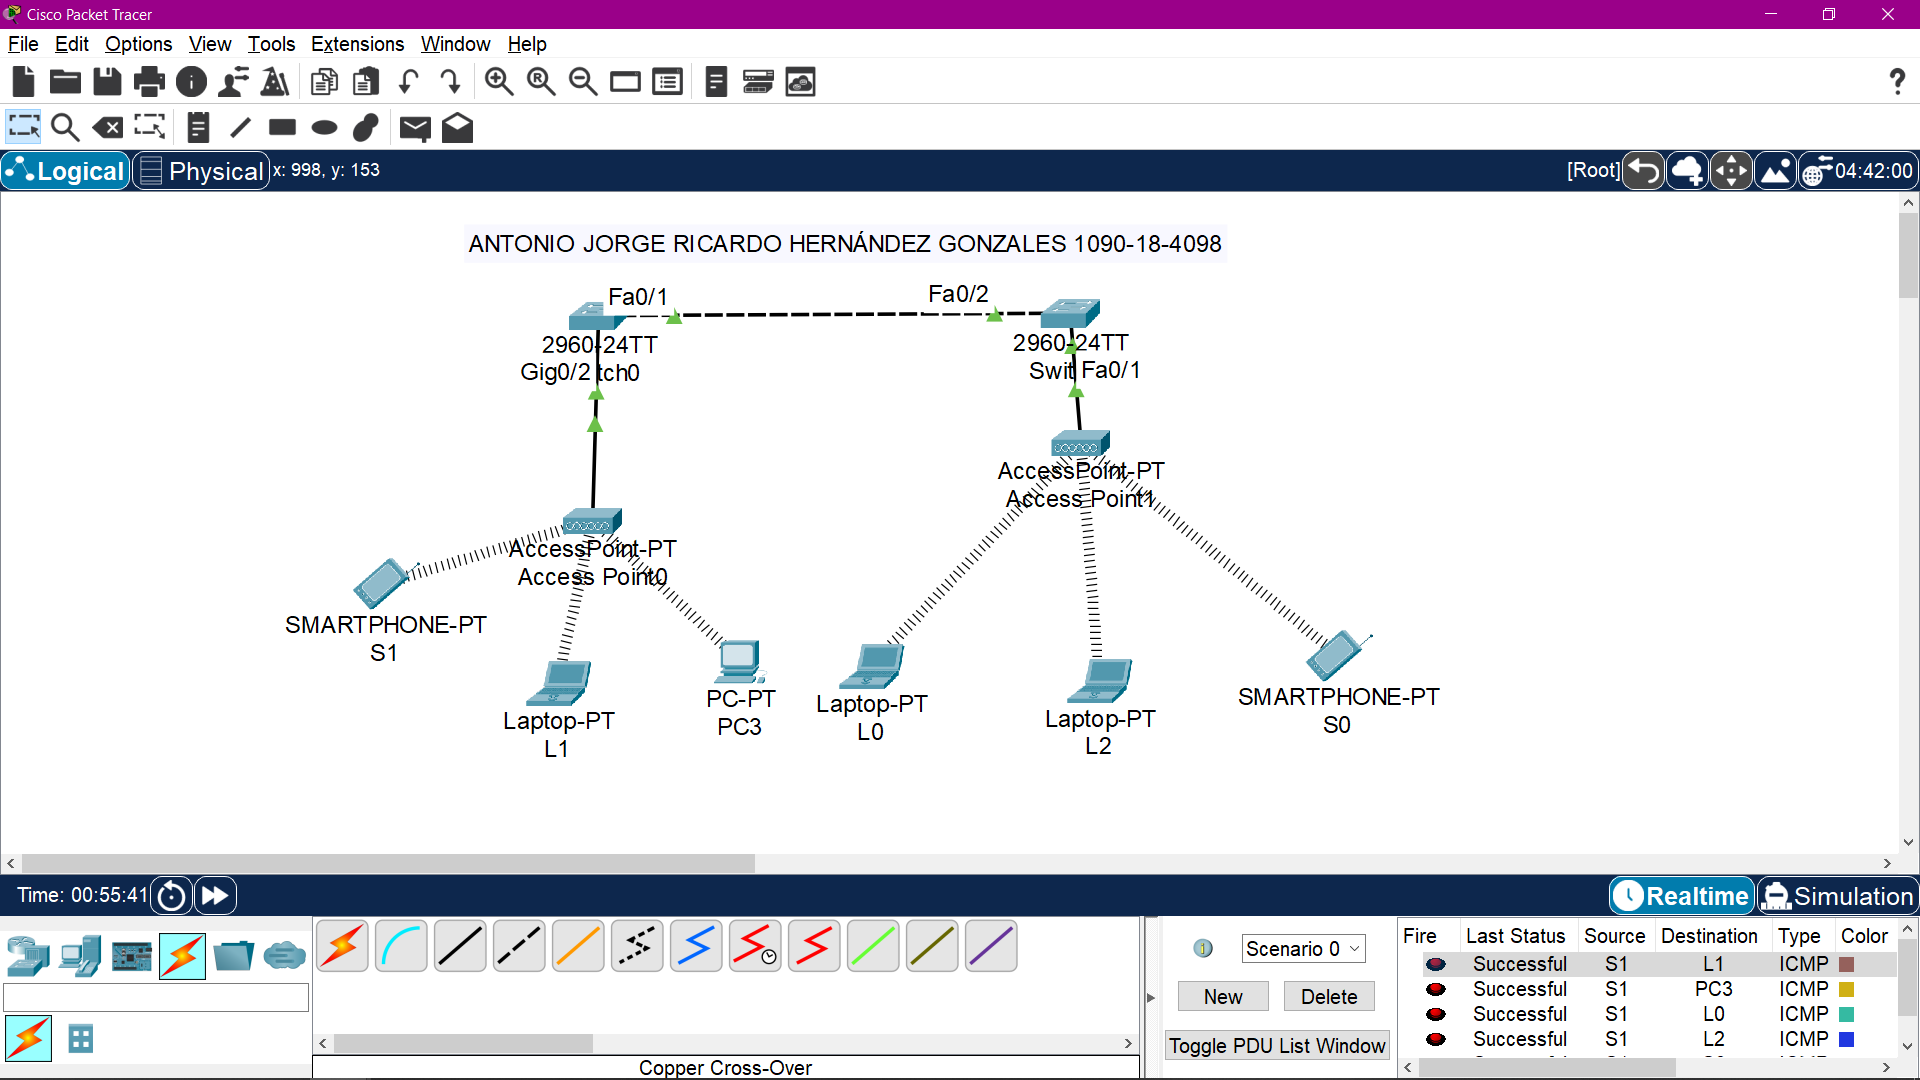 Cisco Packet Tracer
File Edit Options View Tools Extensions Window Help
Logical Physical x: 998, y: 153 [Root] 04:42:00
ANTONIO JORGE RICARDO HERNÁNDEZ GONZALES 1090-18-4098
Fa0/1 Fa0/2
2960-24TT 2960-24TT
Gig0/2 tch0 Swit Fa0/1
AccessPoint-PT
Access Point1
AccessPoint-PT
Access Point0
SMARTPHONE-PT
S1
Laptop-PT
L1
PC-PT
PC3
Laptop-PT
L0
Laptop-PT
L2
SMARTPHONE-PT
S0
Time: 00:55:41 Realtime Simulation
Scenario 0
New Delete
Toggle PDU List Window
Fire Last Status Source Destination Type Color
Successful S1 L1 ICMP
Successful S1 PC3 ICMP
Successful S1 L0 ICMP
Successful S1 L2 ICMP
Copper Cross-Over